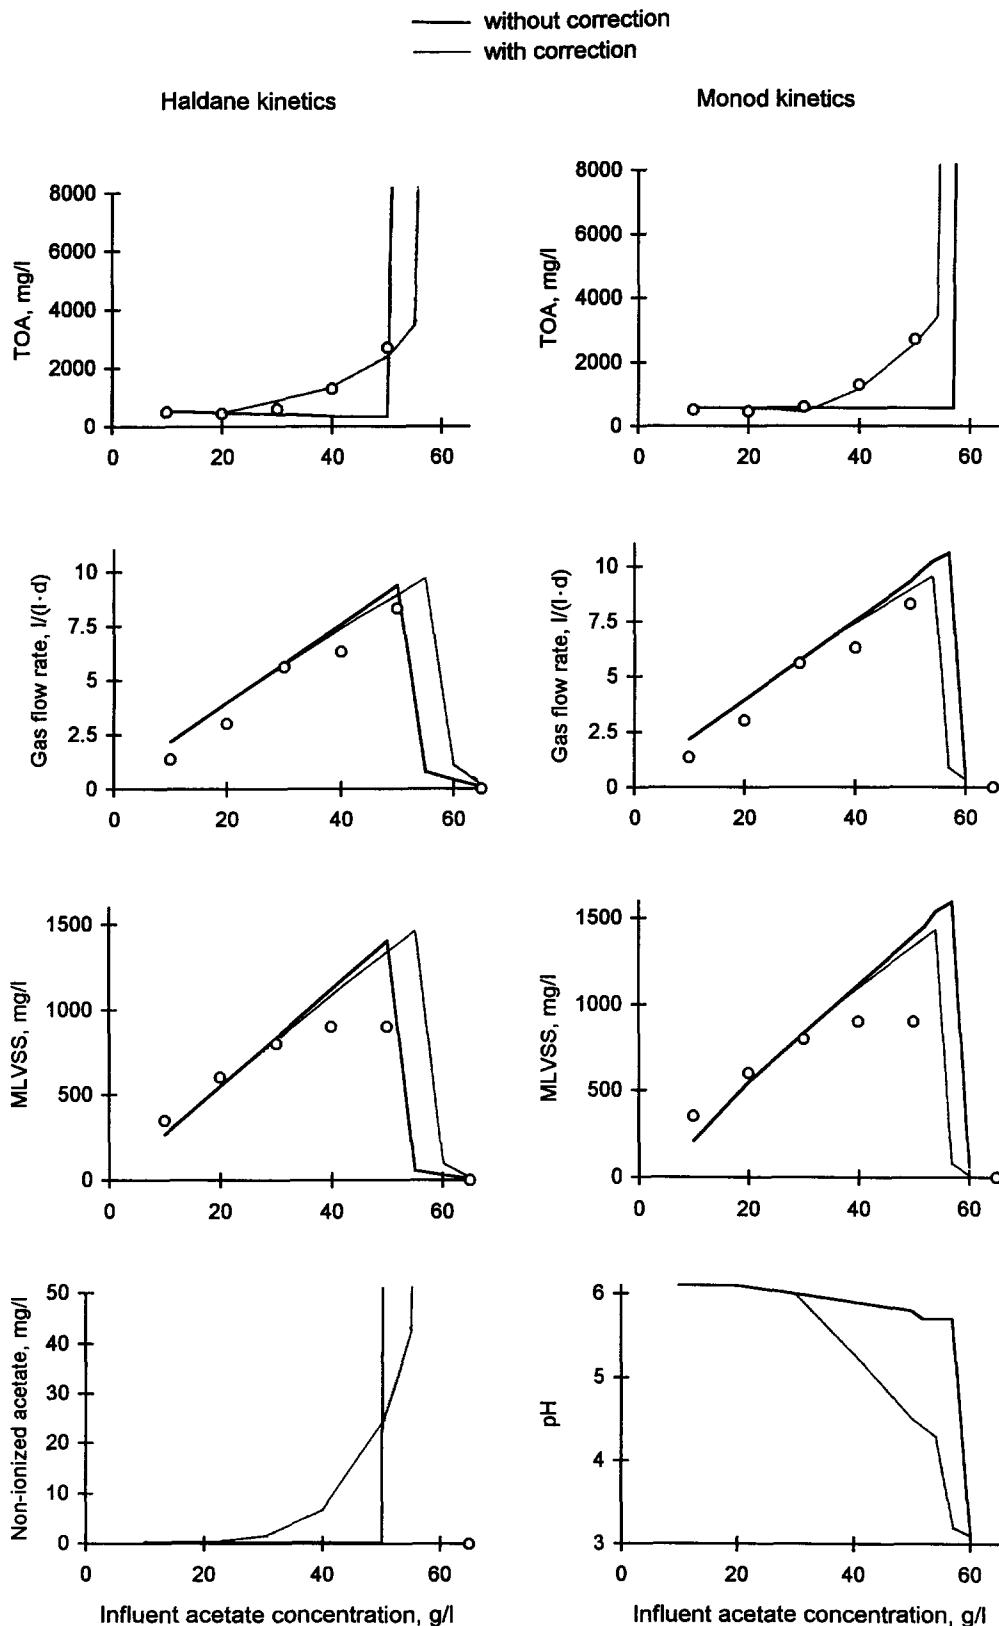 without correction
with correction
Haldane kinetics
Monod kinetics
8000
6000
4000
2000
0
TOA, mg/l
0 20 40 60
8000
6000
4000
2000
0
TOA, mg/l
0 20 40 60
10
7.5
5
2.5
0
Gas flow rate, l/(l·d)
0 20 40 60
10
7.5
5
2.5
0
Gas flow rate, l/(l·d)
0 20 40 60
1500
1000
500
0
MLVSS, mg/l
0 20 40 60
1500
1000
500
0
MLVSS, mg/l
0 20 40 60
50
40
30
20
10
0
Non-ionized acetate, mg/l
0 20 40 60
Influent acetate concentration, g/l
6
5
4
3
pH
0 20 40 60
Influent acetate concentration, g/l